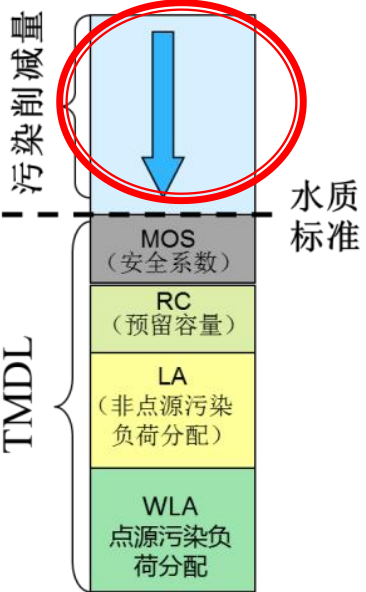 污染削减量
水质
标准
MOS
（安全系数）
RC
（预留容量）
TMDL
LA
（非点源污染
负荷分配）
WLA
点源污染负
荷分配